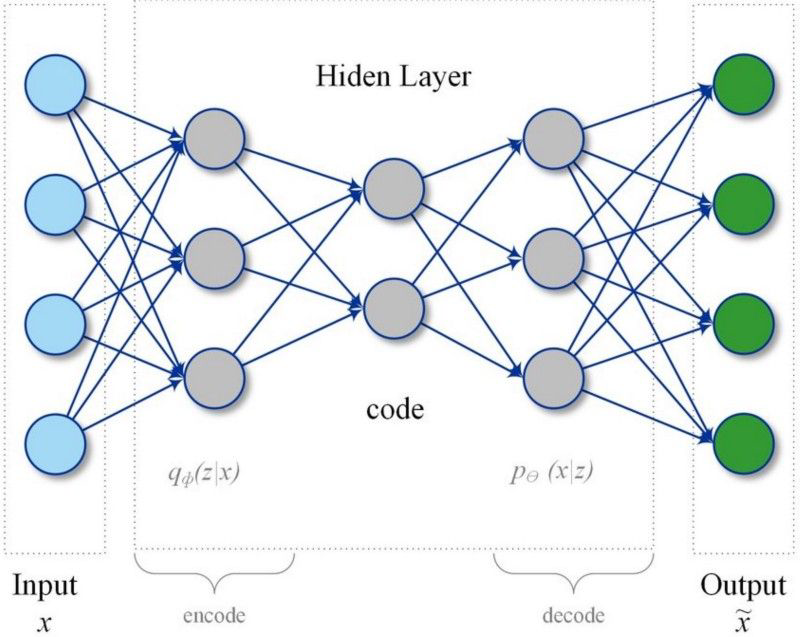 Hiden Layer
code
qϕ(z|x)
pΘ (x|z)
Input
x
encode
decode
Output
x̃